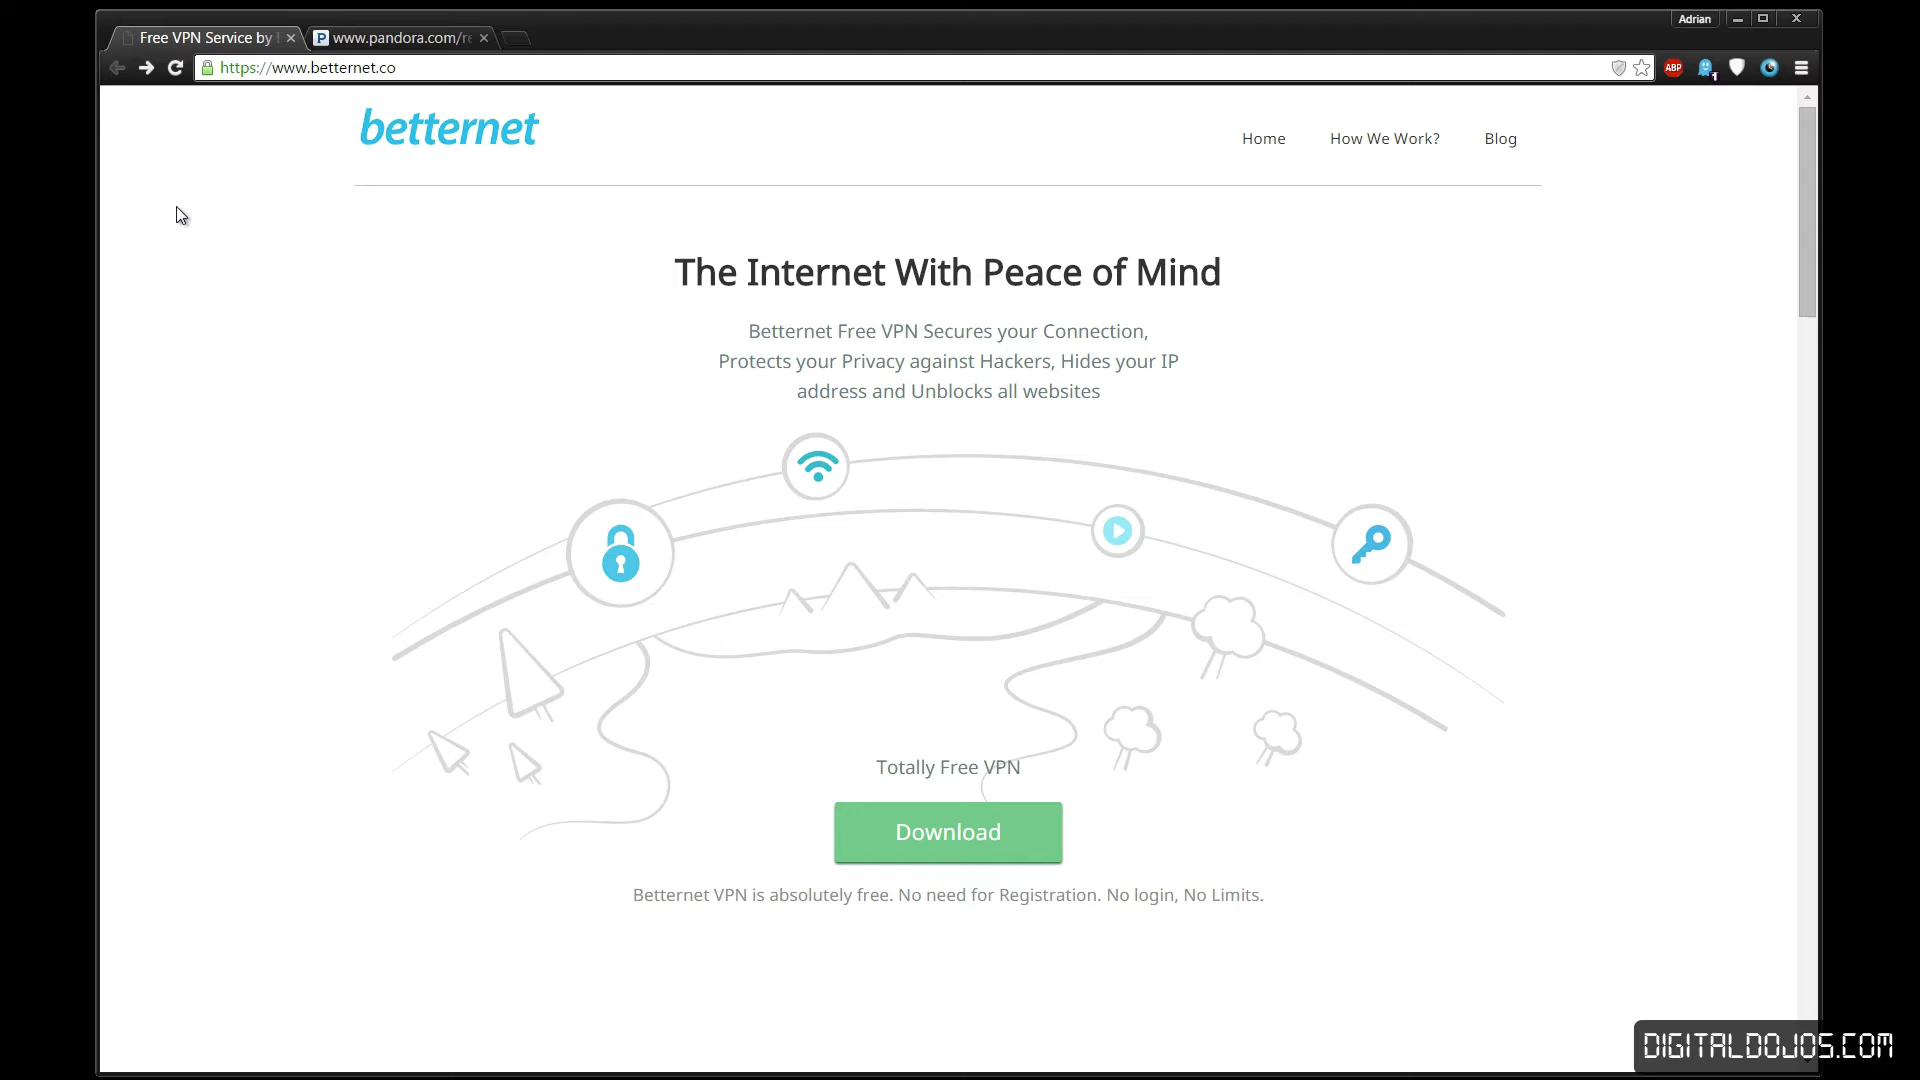 Adrian
Free VPN Service by
www.pandora.com/re
https://www.betternet.co
ABP
1
betternet
Home
How We Work?
Blog
The Internet With Peace of Mind
Betternet Free VPN Secures your Connection,
Protects your Privacy against Hackers, Hides your IP
address and Unblocks all websites
Totally Free VPN
Download
Betternet VPN is absolutely free. No need for Registration. No login, No Limits.
DIGITALDOJOS.COM